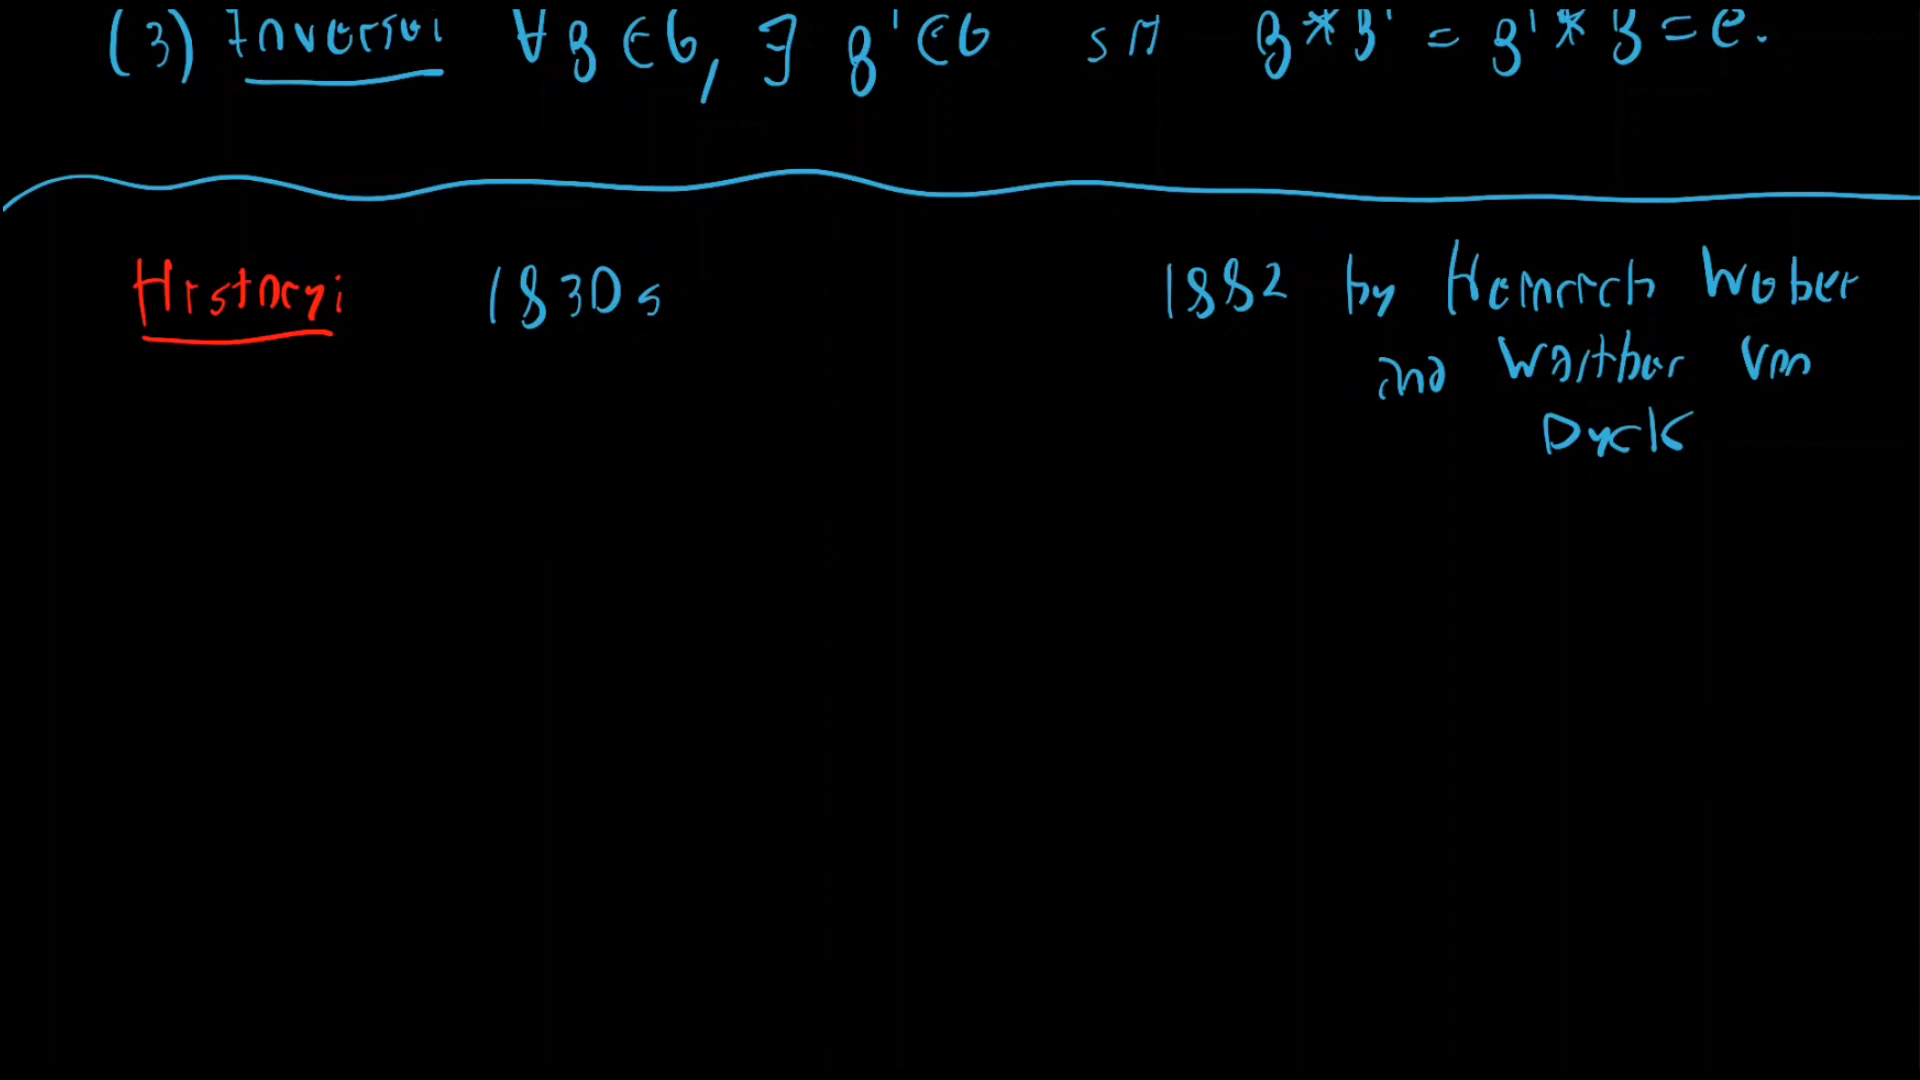 (3) Inverse: ∀ g ∈ G, ∃ g' ∈ G st g * g' = g' * g = e.
History: 1830s 1882 by Heinrich Weber
and Walther von
Dyck